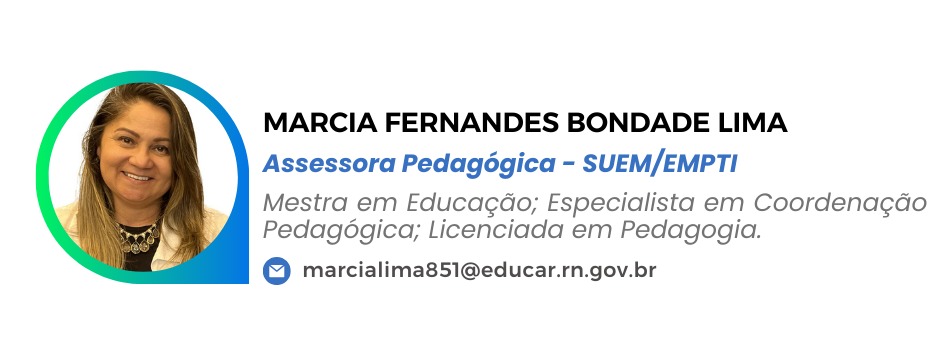 MARCIA FERNANDES BONDADE LIMA
Assessora Pedagógica - SUEM/EMPTI
Mestra em Educação; Especialista em Coordenação
Pedagógica; Licenciada em Pedagogia.
marcialima851@educar.rn.gov.br